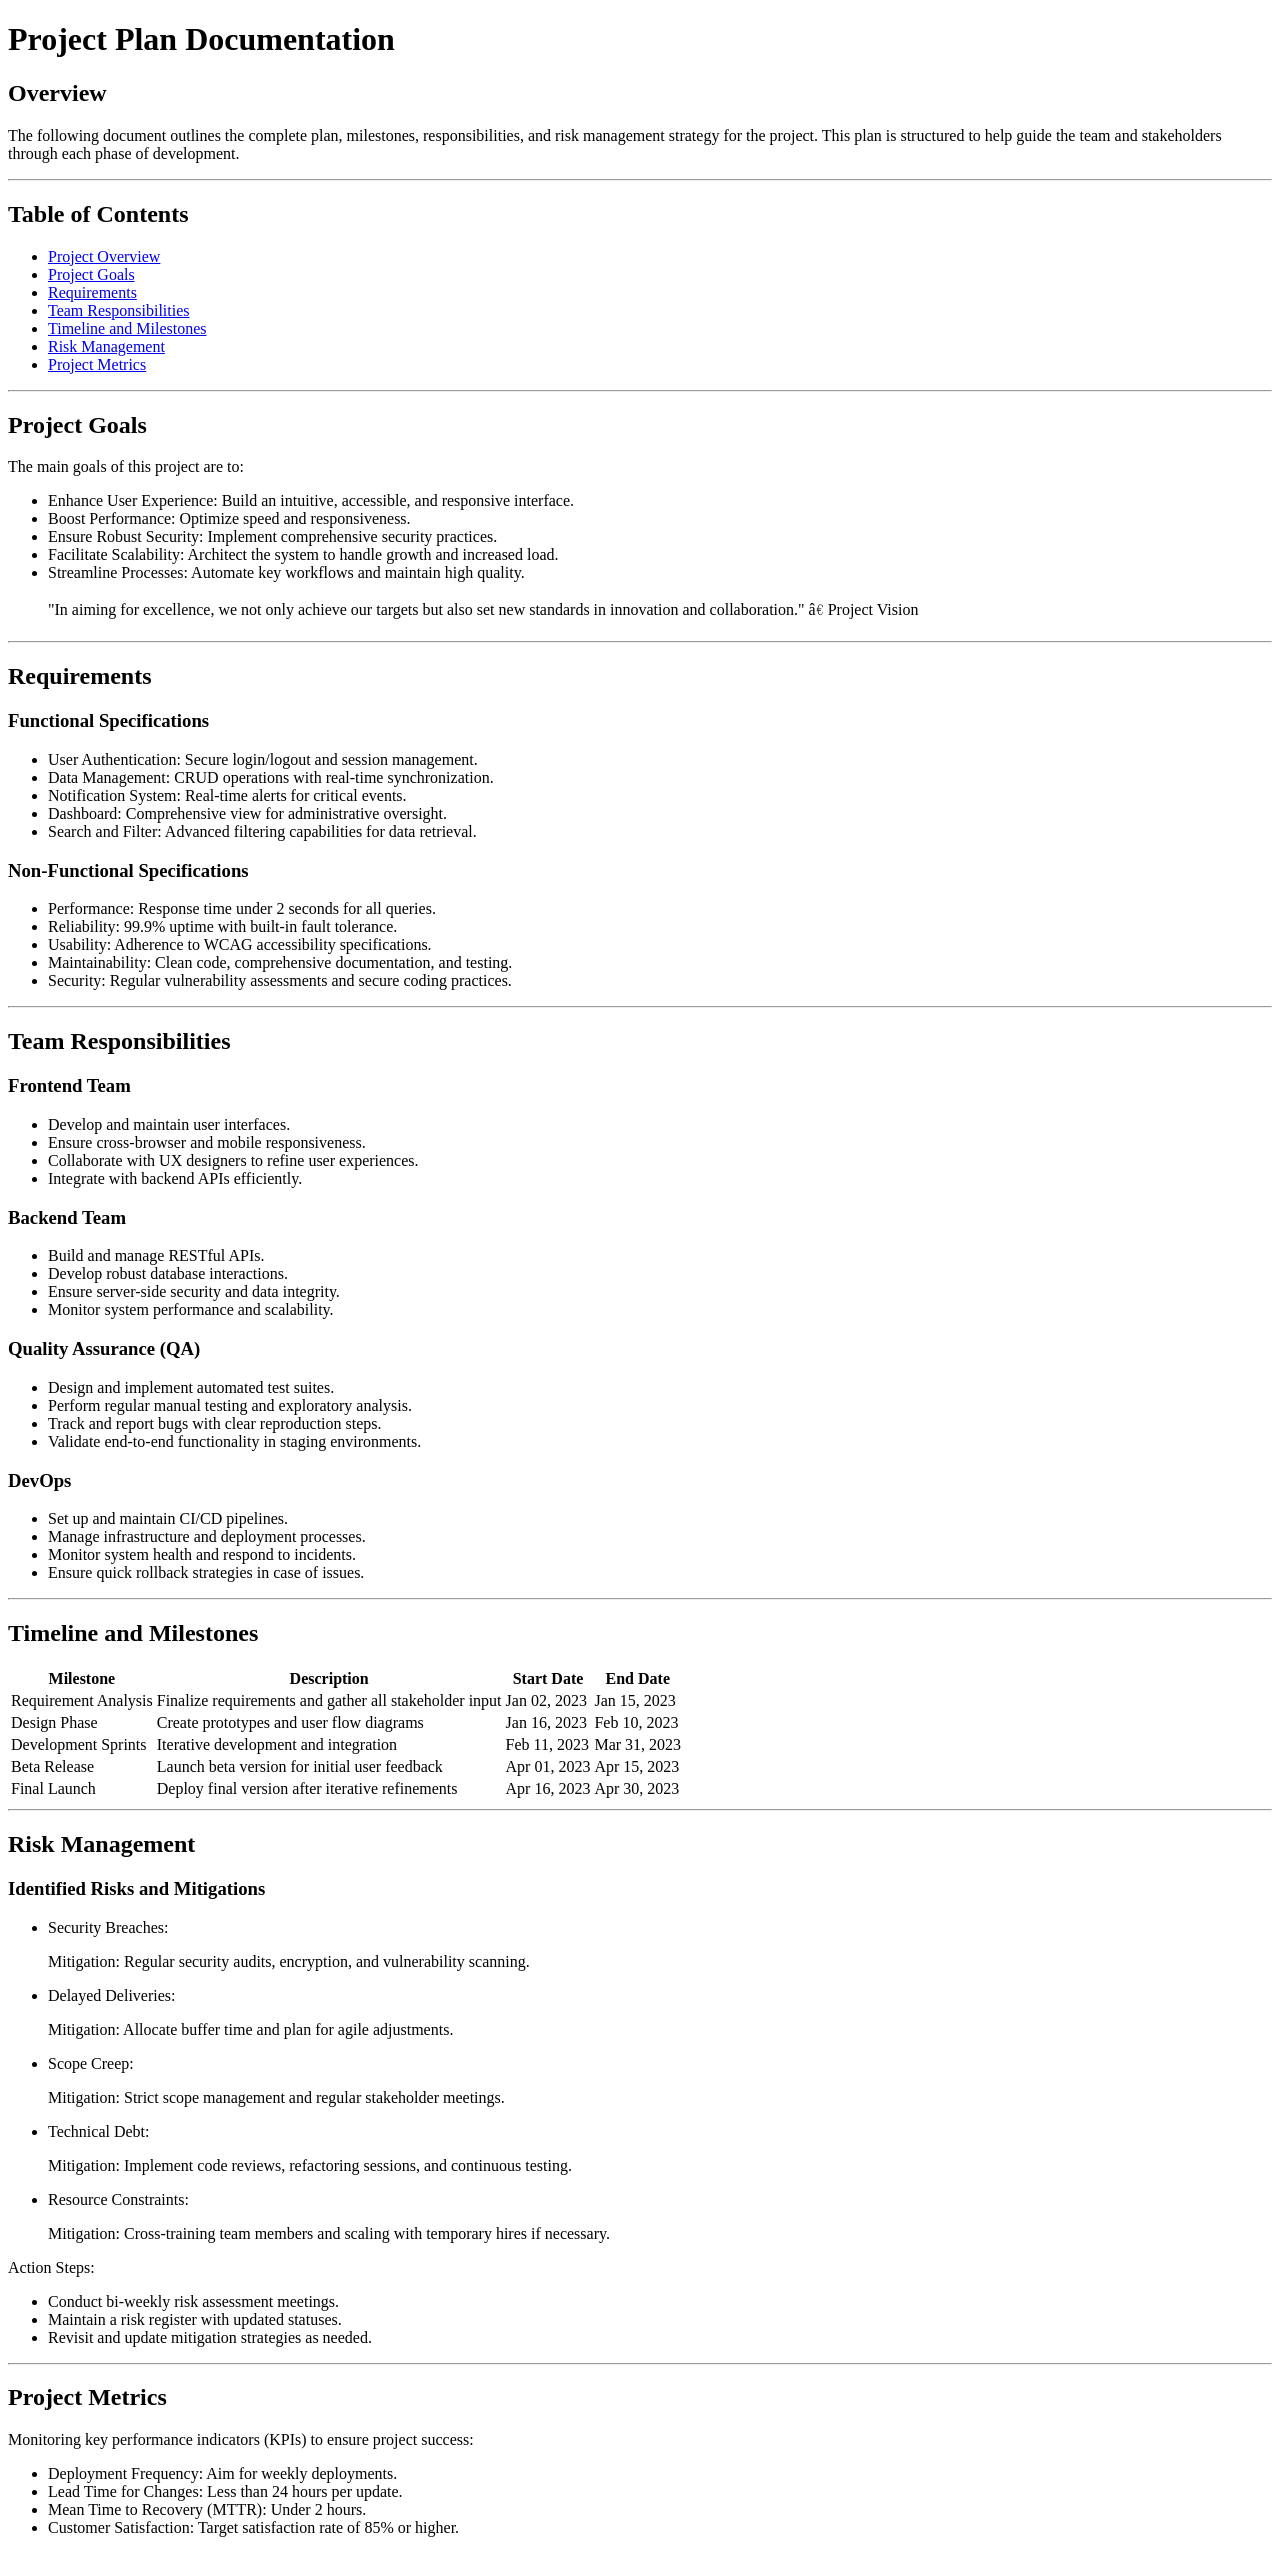 Project Plan Documentation
Overview
The following document outlines the complete plan, milestones, responsibilities, and risk management strategy for the project. This plan is structured to help guide the team and stakeholders
through each phase of development.
Table of Contents
• Project Overview
• Project Goals
• Requirements
• Team Responsibilities
• Timeline and Milestones
• Risk Management
• Project Metrics
Project Goals
The main goals of this project are to:
• Enhance User Experience: Build an intuitive, accessible, and responsive interface.
• Boost Performance: Optimize speed and responsiveness.
• Ensure Robust Security: Implement comprehensive security practices.
• Facilitate Scalability: Architect the system to handle growth and increased load.
• Streamline Processes: Automate key workflows and maintain high quality.
"In aiming for excellence, we not only achieve our targets but also set new standards in innovation and collaboration." â€ Project Vision
Requirements
Functional Specifications
• User Authentication: Secure login/logout and session management.
• Data Management: CRUD operations with real-time synchronization.
• Notification System: Real-time alerts for critical events.
• Dashboard: Comprehensive view for administrative oversight.
• Search and Filter: Advanced filtering capabilities for data retrieval.
Non-Functional Specifications
• Performance: Response time under 2 seconds for all queries.
• Reliability: 99.9% uptime with built-in fault tolerance.
• Usability: Adherence to WCAG accessibility specifications.
• Maintainability: Clean code, comprehensive documentation, and testing.
• Security: Regular vulnerability assessments and secure coding practices.
Team Responsibilities
Frontend Team
• Develop and maintain user interfaces.
• Ensure cross-browser and mobile responsiveness.
• Collaborate with UX designers to refine user experiences.
• Integrate with backend APIs efficiently.
Backend Team
• Build and manage RESTful APIs.
• Develop robust database interactions.
• Ensure server-side security and data integrity.
• Monitor system performance and scalability.
Quality Assurance (QA)
• Design and implement automated test suites.
• Perform regular manual testing and exploratory analysis.
• Track and report bugs with clear reproduction steps.
• Validate end-to-end functionality in staging environments.
DevOps
• Set up and maintain CI/CD pipelines.
• Manage infrastructure and deployment processes.
• Monitor system health and respond to incidents.
• Ensure quick rollback strategies in case of issues.
Timeline and Milestones
Milestone Description Start Date End Date
Requirement Analysis Finalize requirements and gather all stakeholder input Jan 02, 2023 Jan 15, 2023
Design Phase Create prototypes and user flow diagrams Jan 16, 2023 Feb 10, 2023
Development Sprints Iterative development and integration Feb 11, 2023 Mar 31, 2023
Beta Release Launch beta version for initial user feedback Apr 01, 2023 Apr 15, 2023
Final Launch Deploy final version after iterative refinements Apr 16, 2023 Apr 30, 2023
Risk Management
Identified Risks and Mitigations
• Security Breaches:
Mitigation: Regular security audits, encryption, and vulnerability scanning.
• Delayed Deliveries:
Mitigation: Allocate buffer time and plan for agile adjustments.
• Scope Creep:
Mitigation: Strict scope management and regular stakeholder meetings.
• Technical Debt:
Mitigation: Implement code reviews, refactoring sessions, and continuous testing.
• Resource Constraints:
Mitigation: Cross-training team members and scaling with temporary hires if necessary.
Action Steps:
• Conduct bi-weekly risk assessment meetings.
• Maintain a risk register with updated statuses.
• Revisit and update mitigation strategies as needed.
Project Metrics
Monitoring key performance indicators (KPIs) to ensure project success:
• Deployment Frequency: Aim for weekly deployments.
• Lead Time for Changes: Less than 24 hours per update.
• Mean Time to Recovery (MTTR): Under 2 hours.
• Customer Satisfaction: Target satisfaction rate of 85% or higher.